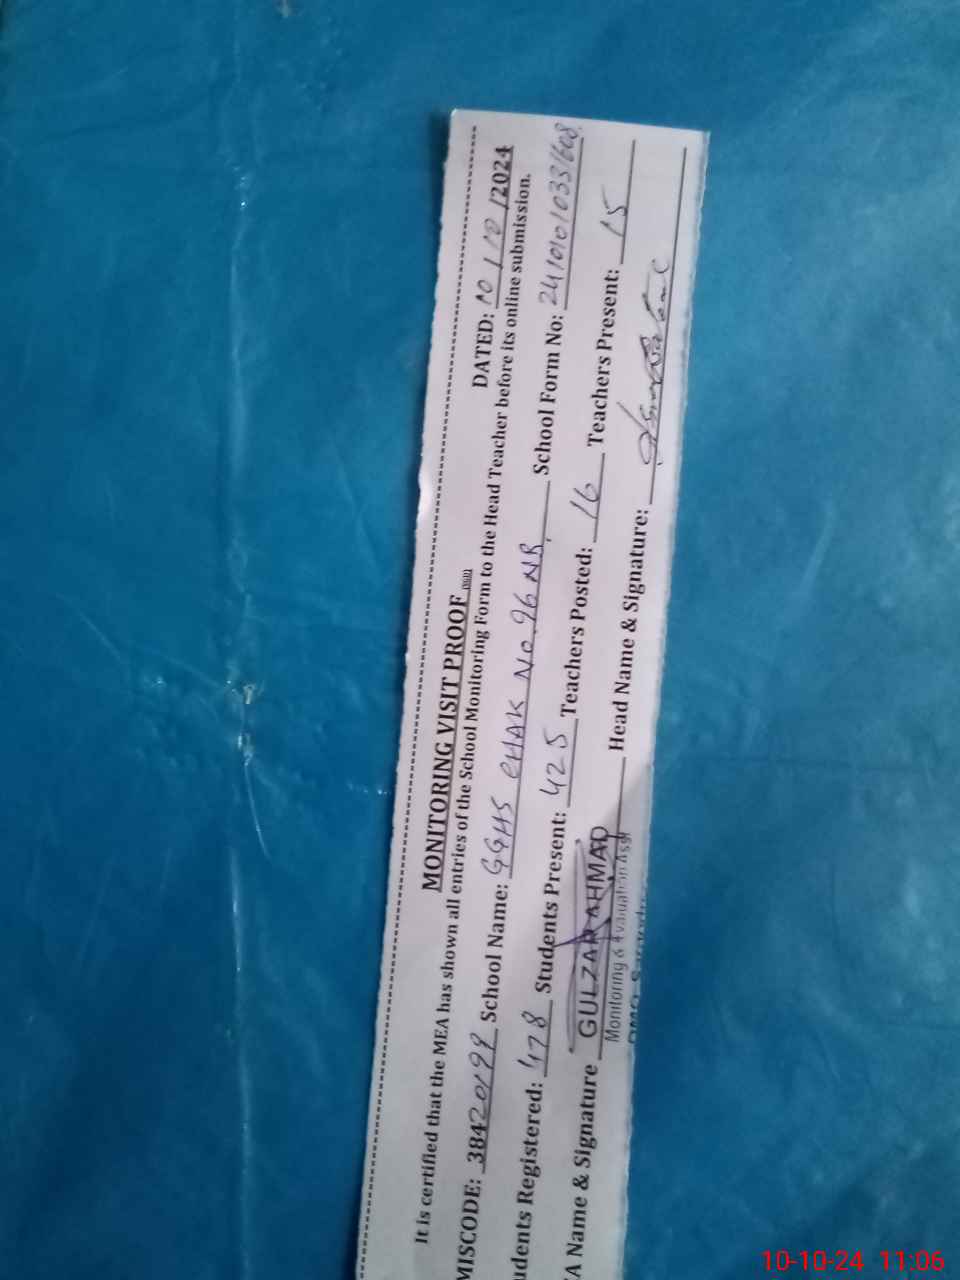 MONITORING VISIT PROOF
DATED: 10 / 10 /2024
It is certified that the MEA has shown all entries of the School Monitoring Form to the Head Teacher before its online submission.
MISCODE: 38420199 School Name: GGHS CHAK No.96 NB School Form No:
udents Registered: 478 Students Present: 425 Teachers Posted: 16 Teachers Present: 15
A Name & Signature GULZAR AHMAD Head Name & Signature:
Monitoring & Evaluation Asst
10-10-24 11:06